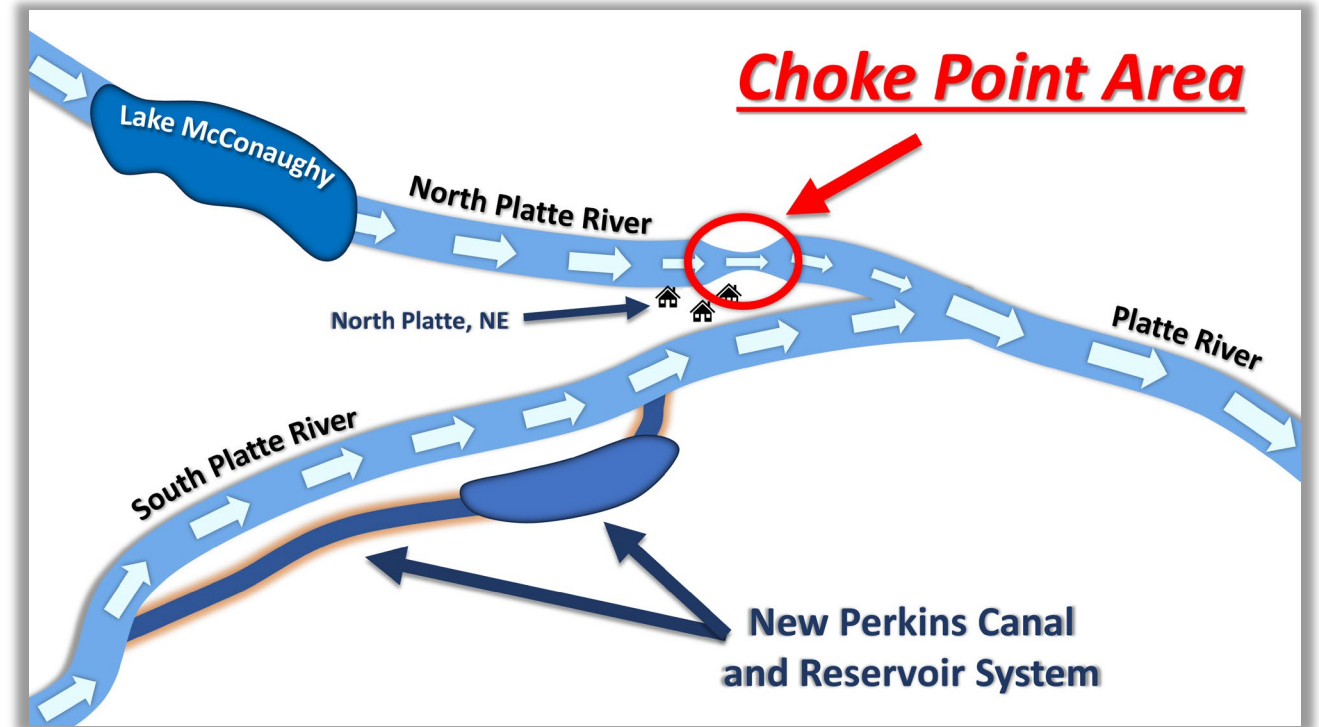 Choke Point Area
Lake McConaughy
North Platte River
North Platte, NE
Platte River
South Platte River
New Perkins Canal
and Reservoir System